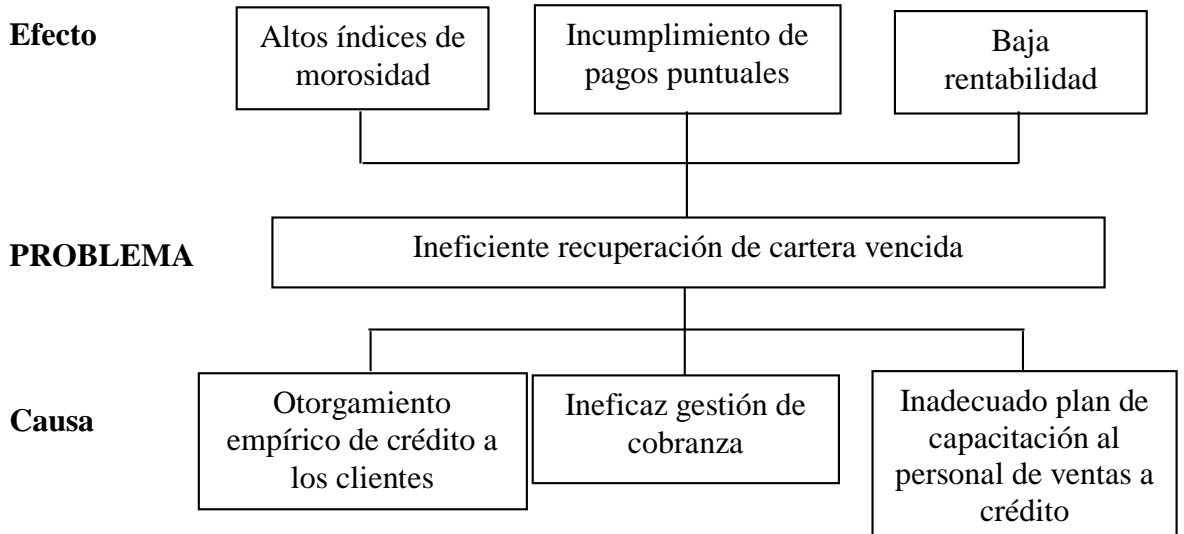 Efecto
Altos índices de
morosidad
Incumplimiento de
pagos puntuales
Baja
rentabilidad
PROBLEMA
Ineficiente recuperación de cartera vencida
Causa
Otorgamiento
empírico de crédito a
los clientes
Ineficaz gestión de
cobranza
Inadecuado plan de
capacitación al
personal de ventas a
crédito